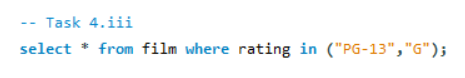 -- Task 4.iii
select * from film where rating in ("PG-13","G");